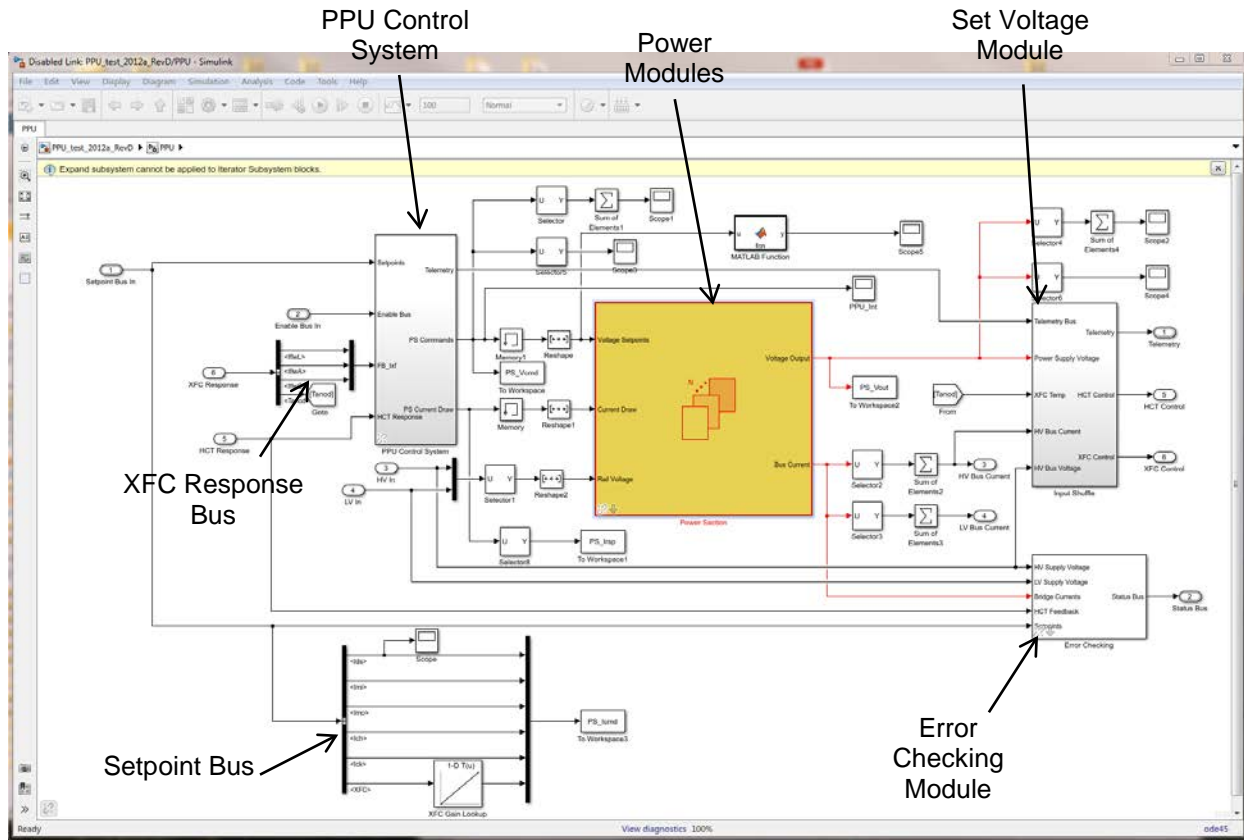 PPU Control
System
Power
Modules
Set Voltage
Module
Disabled Link: PPU_test_2012a_RevD/PPU - Simulink
File Edit View Display Diagram Simulation Analysis Code Tools Help
100
Normal
PPU
PPU_test_2012a_RevD
PPU
Expand subsystem cannot be applied to Iterator Subsystem blocks.
1
Setpoint Bus In
2
Enable Bus In
6
XFC Response
5
HCT Response
[Tanod]
Goto
Setpoints
Telemetry
Enable Bus
PS Commands
FB_Isf
PS Current Draw
HCT Response
PPU Control System
U Y
Selector
Sum of
Elements1
Scope1
U Y
Selector5
u
fcn
y
MATLAB Function
Scope5
PPU_Int
Memory1
Reshape
PS_Vcmd
To Workspace
Memory
Reshape1
3
HV In
4
LV In
U Y
Selector1
Reshape2
U Y
Selector8
PS_Insp
To Workspace1
Voltage Setpoints
Voltage Output
Current Draw
Bus Current
Rail Voltage
N
Power Section
PS_Vout
To Workspace2
U Y
Selector2
Sum of
Elements2
3
HV Bus Current
U Y
Selector3
Sum of
Elements3
4
LV Bus Current
U Y
Selector4
Sum of
Elements4
Scope2
U Y
Scope4
[Tanod]
From
Telemetry Bus
Telemetry
Power Supply Voltage
XFC Temp
HCT Control
HV Bus Current
XFC Control
HV Bus Voltage
Input Shuffle
1
Telemetry
5
HCT Control
6
XFC Control
HV Supply Voltage
LV Supply Voltage
Bridge Currents
Status Bus
HCT Feedback
Setpoints
Error Checking
2
Status Bus
XFC Response
Bus
Scope
<XFC>
1-D T(u)
XFC Gain Lookup
PS_Icmd
To Workspace3
Setpoint Bus
Error
Checking
Module
Ready
View diagnostics 100%
ode45